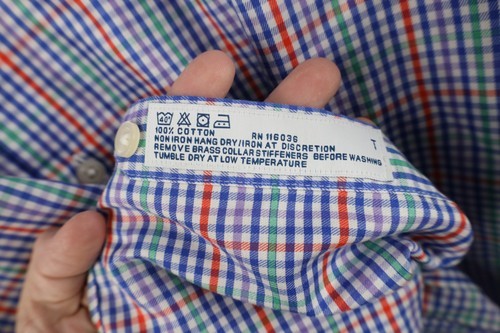 100% COTTON RN 116036 T
NON IRON HANG DRY/IRON AT DISCRETION
REMOVE BRASS COLLAR STIFFENERS BEFORE WASHING
TUMBLE DRY AT LOW TEMPERATURE